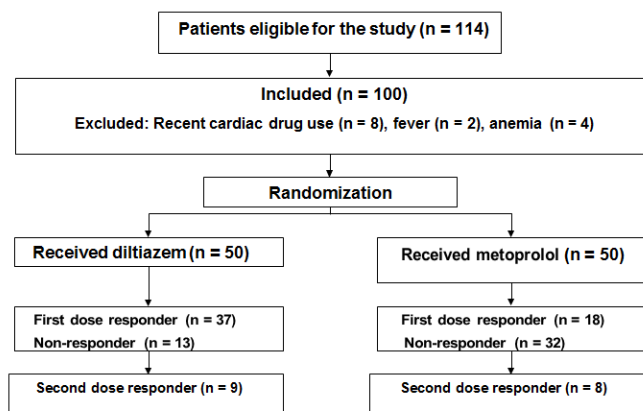 Patients eligible for the study (n = 114)
Included (n = 100)
Excluded: Recent cardiac drug use (n = 8), fever (n = 2), anemia (n = 4)
Randomization
Received diltiazem (n = 50)
Received metoprolol (n = 50)
First dose responder (n = 37)
Non-responder (n = 13)
First dose responder (n = 18)
Non-responder (n = 32)
Second dose responder (n = 9)
Second dose responder (n = 8)